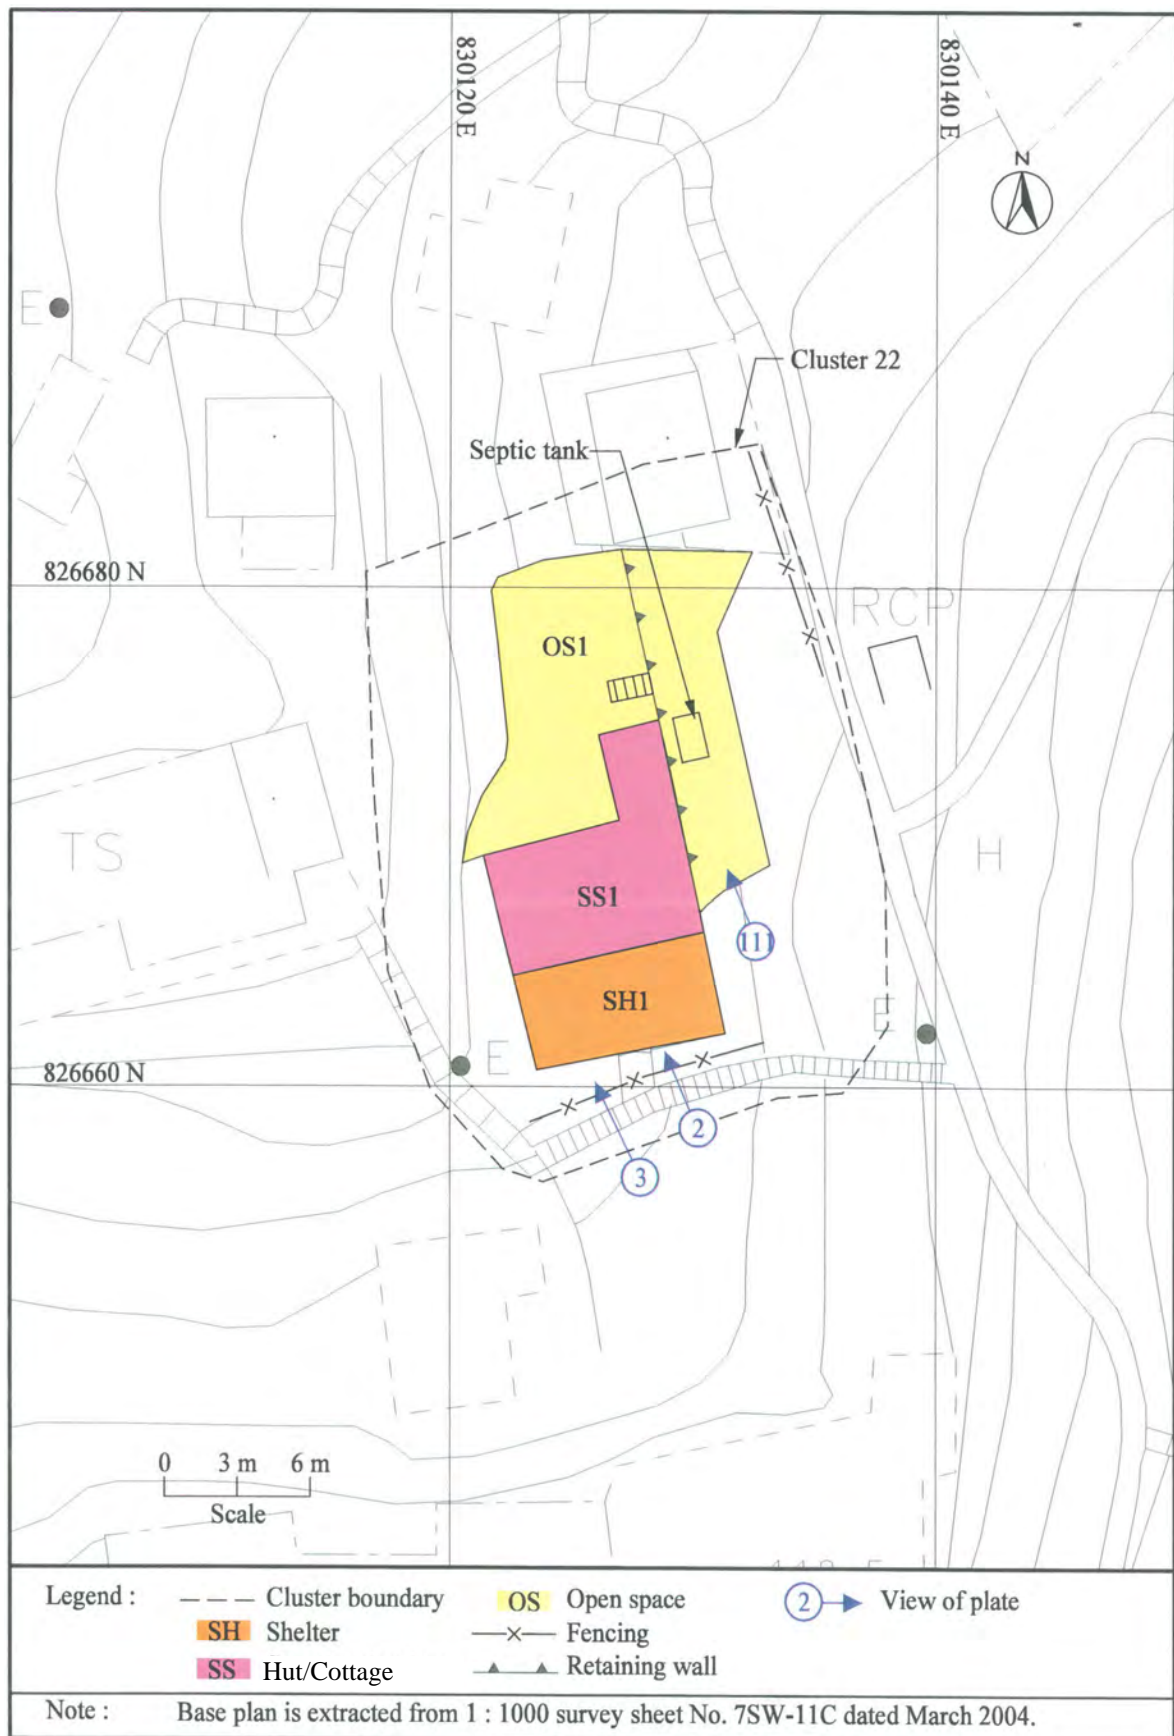 830120 E
830140 E
N
E
Cluster 22
Septic tank
826680 N
RCP
OS1
TS
H
SS1
111
SH1
E
E
826660 N
2
3
0 3 m 6 m
Scale
Legend : Cluster boundary OS Open space 2 View of plate
SH Shelter Fencing
SS Hut/Cottage Retaining wall
Note : Base plan is extracted from 1 : 1000 survey sheet No. 7SW-11C dated March 2004.